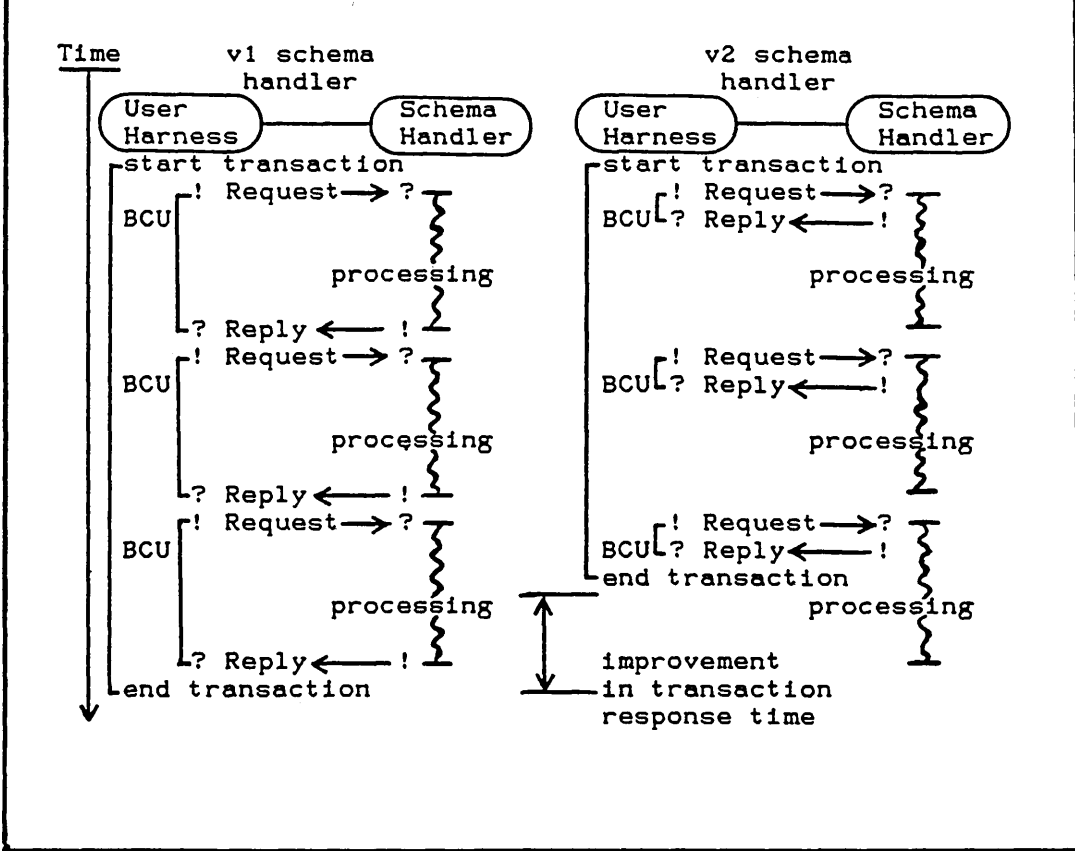 Time
v1 schema
handler
User
Harness
Schema
Handler
start transaction
! Request ?
BCU
processing
? Reply !
! Request ?
BCU
processing
? Reply !
! Request ?
BCU
processing
? Reply !
end transaction
v2 schema
handler
User
Harness
Schema
Handler
start transaction
! Request ?
BCU ? Reply !
processing
! Request ?
BCU ? Reply !
processing
! Request ?
BCU ? Reply !
end transaction
processing
improvement
in transaction
response time